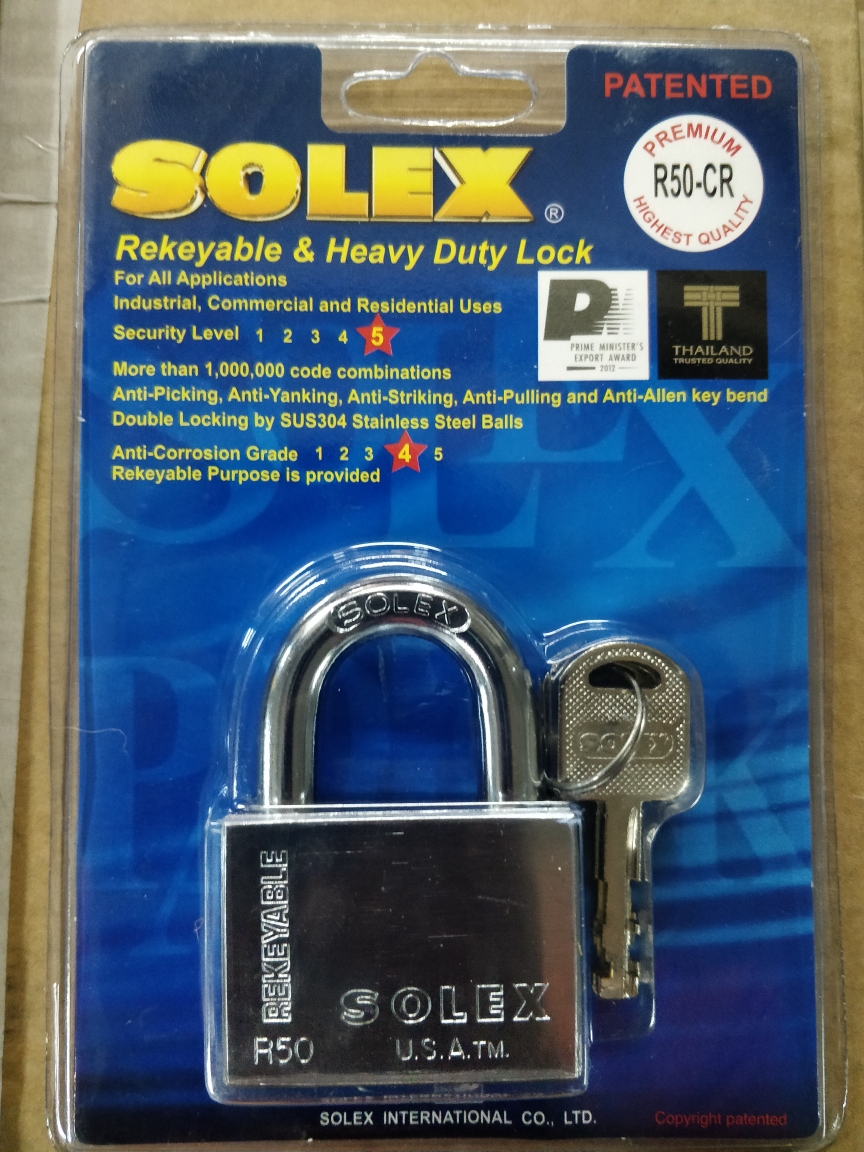 PATENTED
SOLEX ®
PREMIUM
R50-CR
HIGHEST QUALITY
Rekeyable & Heavy Duty Lock
For All Applications
Industrial, Commercial and Residential Uses
Security Level 1 2 3 4 5
PRIME MINISTER'S
EXPORT AWARD
2012
THAILAND
TRUSTED QUALITY
More than 1,000,000 code combinations
Anti-Picking, Anti-Yanking, Anti-Striking, Anti-Pulling and Anti-Allen key bend
Double Locking by SUS304 Stainless Steel Balls
Anti-Corrosion Grade 1 2 3 4 5
Rekeyable Purpose is provided
SOLEX
SOLEX
REKEYABLE
SOLEX
R50
U.S.A.TM.
SOLEX INTERNATIONAL CO., LTD.
Copyright patented